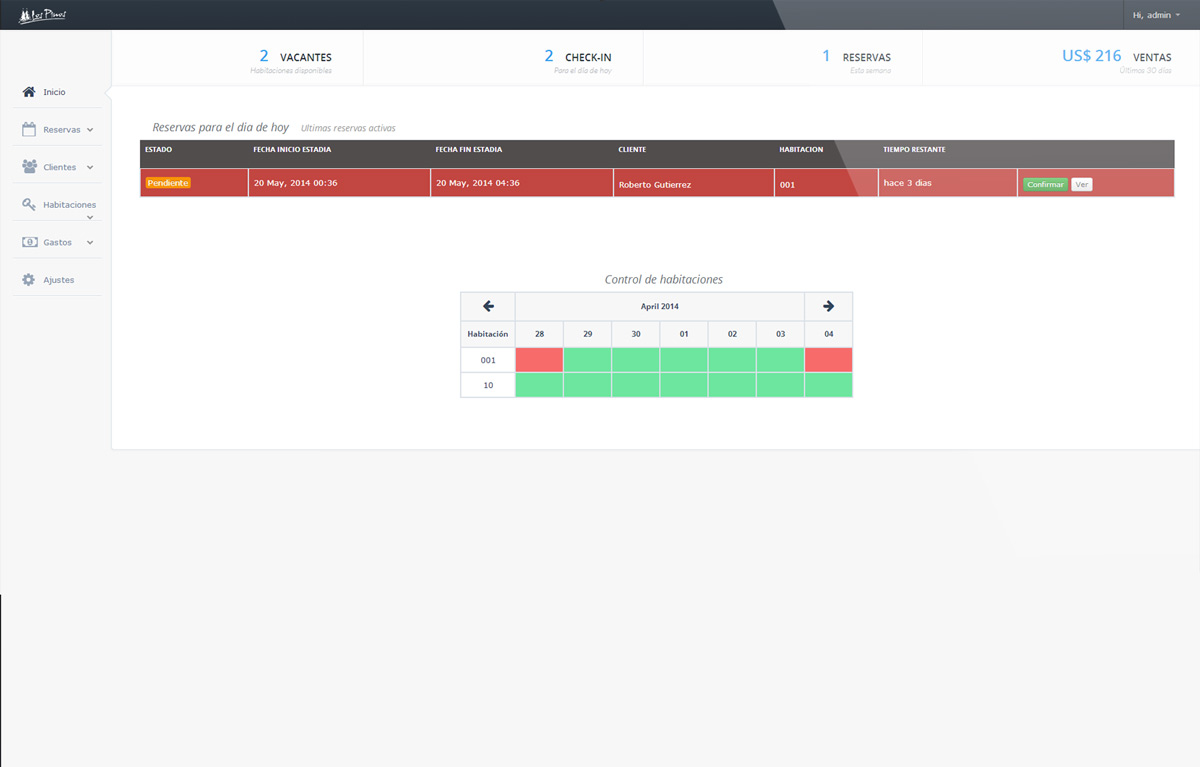 Los Pinos
Hi, admin
2 VACANTES
Habitaciones disponibles
2 CHECK-IN
Para el día de hoy
1 RESERVAS
Esta semana
US$ 216 VENTAS
Últimos 30 días
Inicio
Reservas
Clientes
Habitaciones
Gastos
Ajustes
Reservas para el dia de hoy Ultimas reservas activas
ESTADO FECHA INICIO ESTADIA FECHA FIN ESTADIA CLIENTE HABITACION TIEMPO RESTANTE
Pendiente 20 May, 2014 00:36 20 May, 2014 04:36 Roberto Gutierrez 001 hace 3 dias Confirmar Ver
Control de habitaciones
April 2014
Habitación 28 29 30 01 02 03 04
001
10